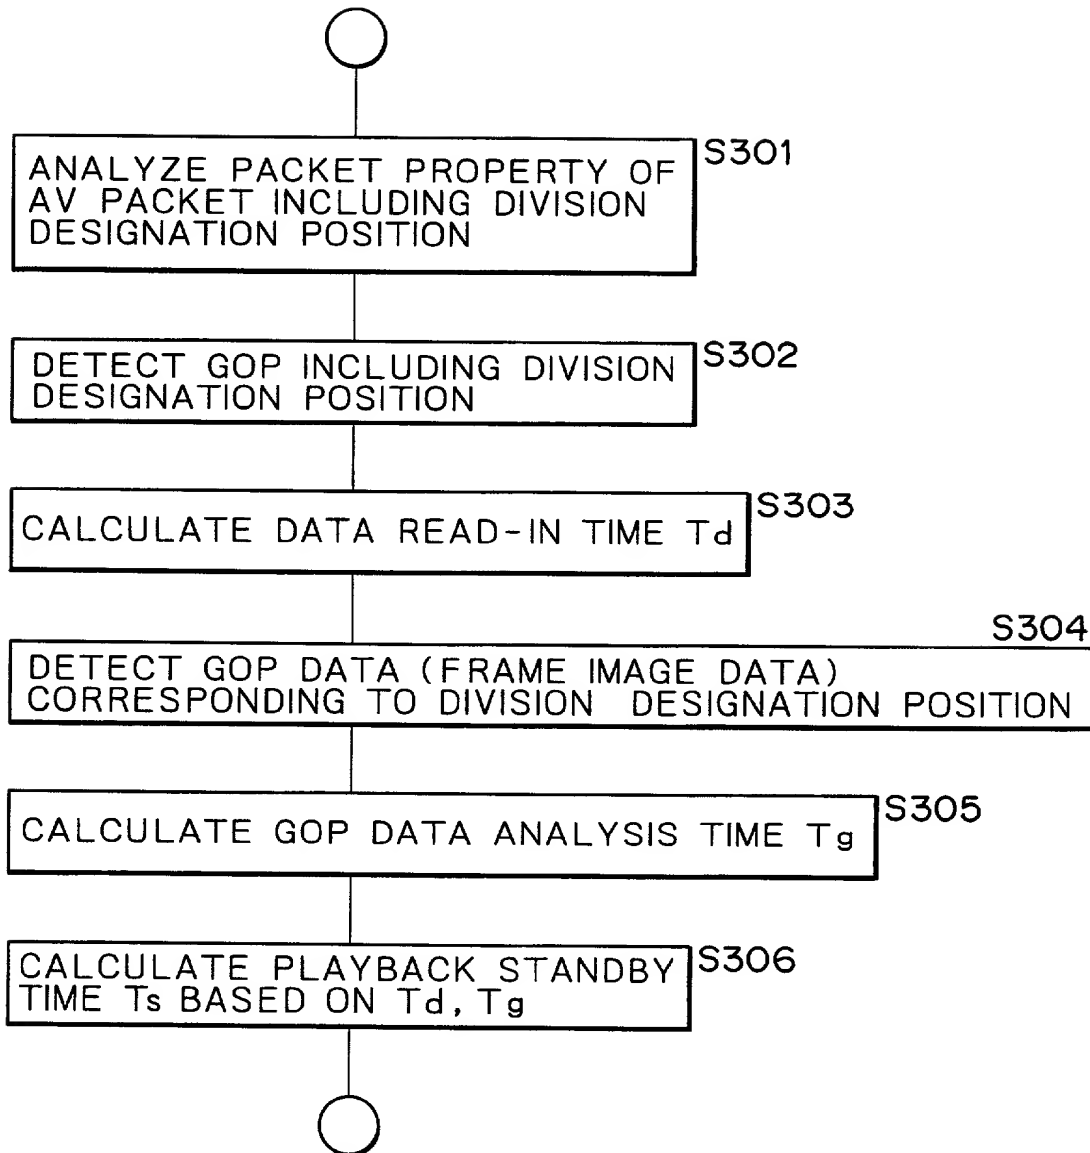 S301
ANALYZE PACKET PROPERTY OF
AV PACKET INCLUDING DIVISION
DESIGNATION POSITION
S302
DETECT GOP INCLUDING DIVISION
DESIGNATION POSITION
S303
CALCULATE DATA READ-IN TIME Td
S304
DETECT GOP DATA (FRAME IMAGE DATA)
CORRESPONDING TO DIVISION DESIGNATION POSITION
S305
CALCULATE GOP DATA ANALYSIS TIME Tg
S306
CALCULATE PLAYBACK STANDBY
TIME Ts BASED ON Td, Tg